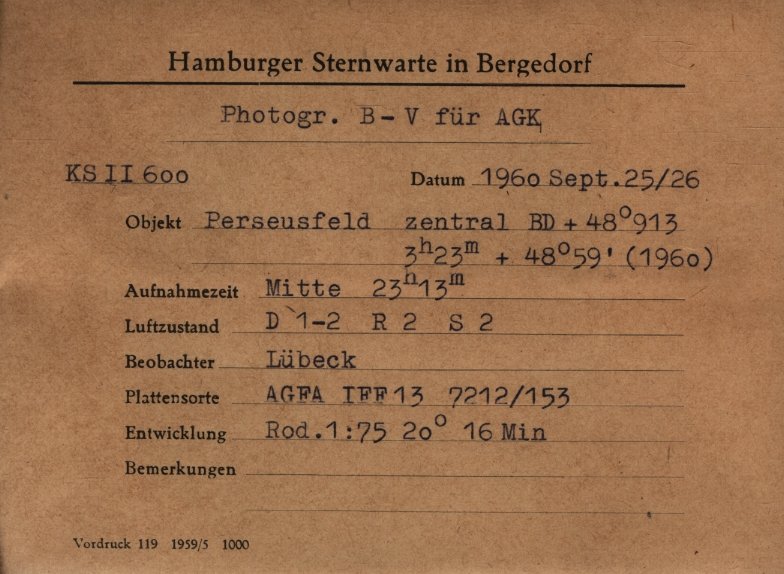 Hamburger Sternwarte in Bergedorf
Photogr. B-V für AGK
KS II 600
Datum 1960 Sept.25/26
Objekt Perseusfeld zentral BD + 48°913
3h23m + 48°59' (1960)
Aufnahmezeit Mitte 23h13m
Luftzustand D 1-2 R 2 S 2
Beobachter Lübeck
Plattensorte AGFA IFF13 7212/153
Entwicklung Rod.1:75 20° 16 Min
Bemerkungen
Vordruck 119 1959/5 1000